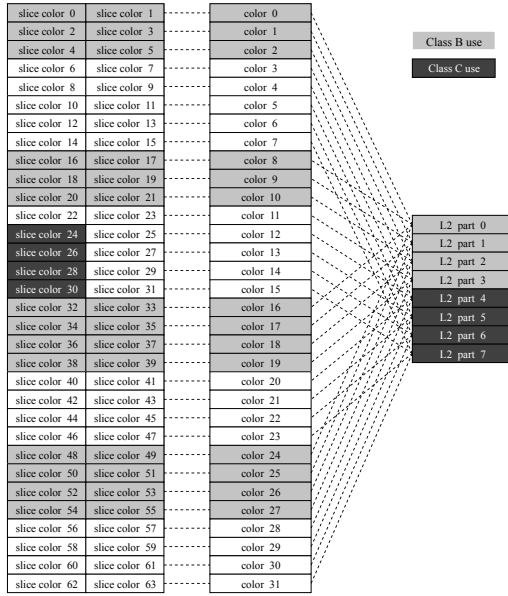 slice color 0 slice color 1 color 0
slice color 2 slice color 3 color 1
slice color 4 slice color 5 color 2
slice color 6 slice color 7 color 3
slice color 8 slice color 9 color 4
slice color 10 slice color 11 color 5
slice color 12 slice color 13 color 6
slice color 14 slice color 15 color 7
slice color 16 slice color 17 color 8
slice color 18 slice color 19 color 9
slice color 20 slice color 21 color 10
slice color 22 slice color 23 color 11
slice color 24 slice color 25 color 12
slice color 26 slice color 27 color 13
slice color 28 slice color 29 color 14
slice color 30 slice color 31 color 15
slice color 32 slice color 33 color 16
slice color 34 slice color 35 color 17
slice color 36 slice color 37 color 18
slice color 38 slice color 39 color 19
slice color 40 slice color 41 color 20
slice color 42 slice color 43 color 21
slice color 44 slice color 45 color 22
slice color 46 slice color 47 color 23
slice color 48 slice color 49 color 24
slice color 50 slice color 51 color 25
slice color 52 slice color 53 color 26
slice color 54 slice color 55 color 27
slice color 56 slice color 57 color 28
slice color 58 slice color 59 color 29
slice color 60 slice color 61 color 30
slice color 62 slice color 63 color 31
Class B use
Class C use
L2 part 0
L2 part 1
L2 part 2
L2 part 3
L2 part 4
L2 part 5
L2 part 6
L2 part 7